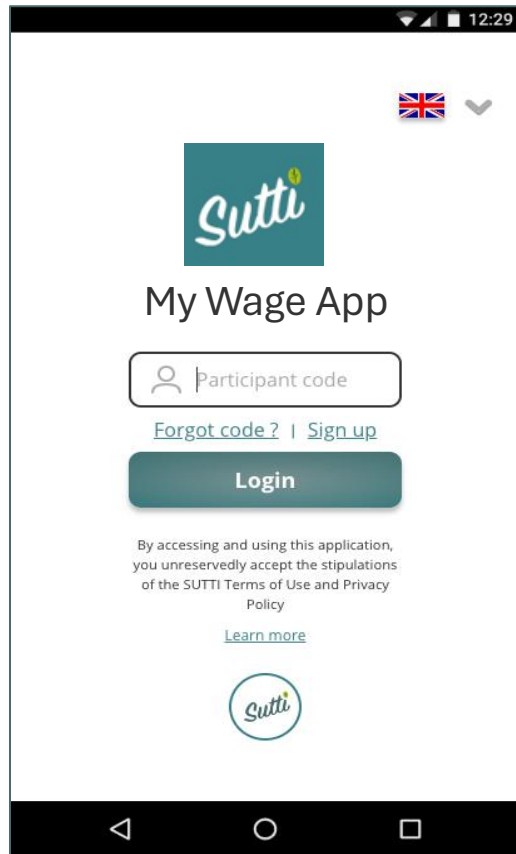 12:29
Sutti
My Wage App
Participant code
Forgot code ? | Sign up
Login
By accessing and using this application,
you unreservedly accept the stipulations
of the SUTTI Terms of Use and Privacy
Policy
Learn more
Sutti